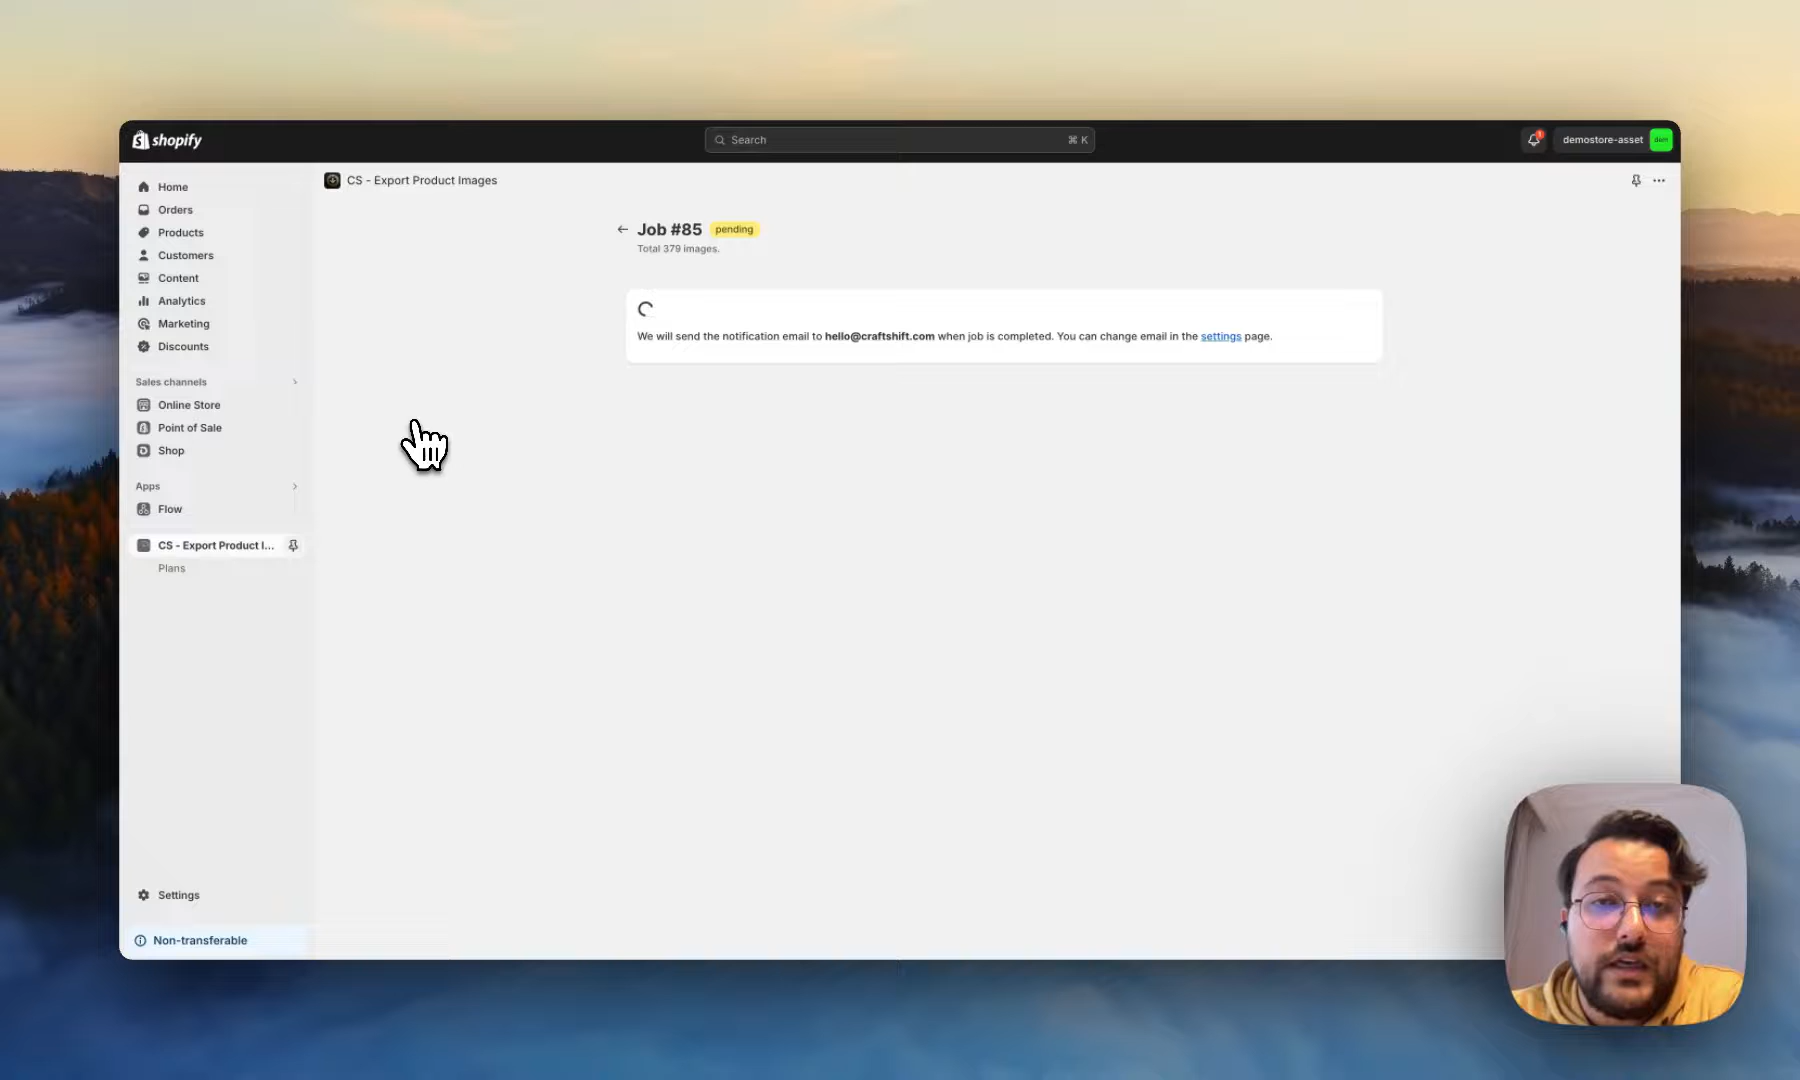 shopify
Search
⌘ K
demostore-asset
Home
Orders
Products
Customers
Content
Analytics
Marketing
Discounts
Sales channels
Online Store
Point of Sale
Shop
Apps
Flow
CS - Export Product I...
Plans
Settings
Non-transferable
CS - Export Product Images
Job #85 pending
Total 379 images.
We will send the notification email to hello@craftshift.com when job is completed. You can change email in the settings page.